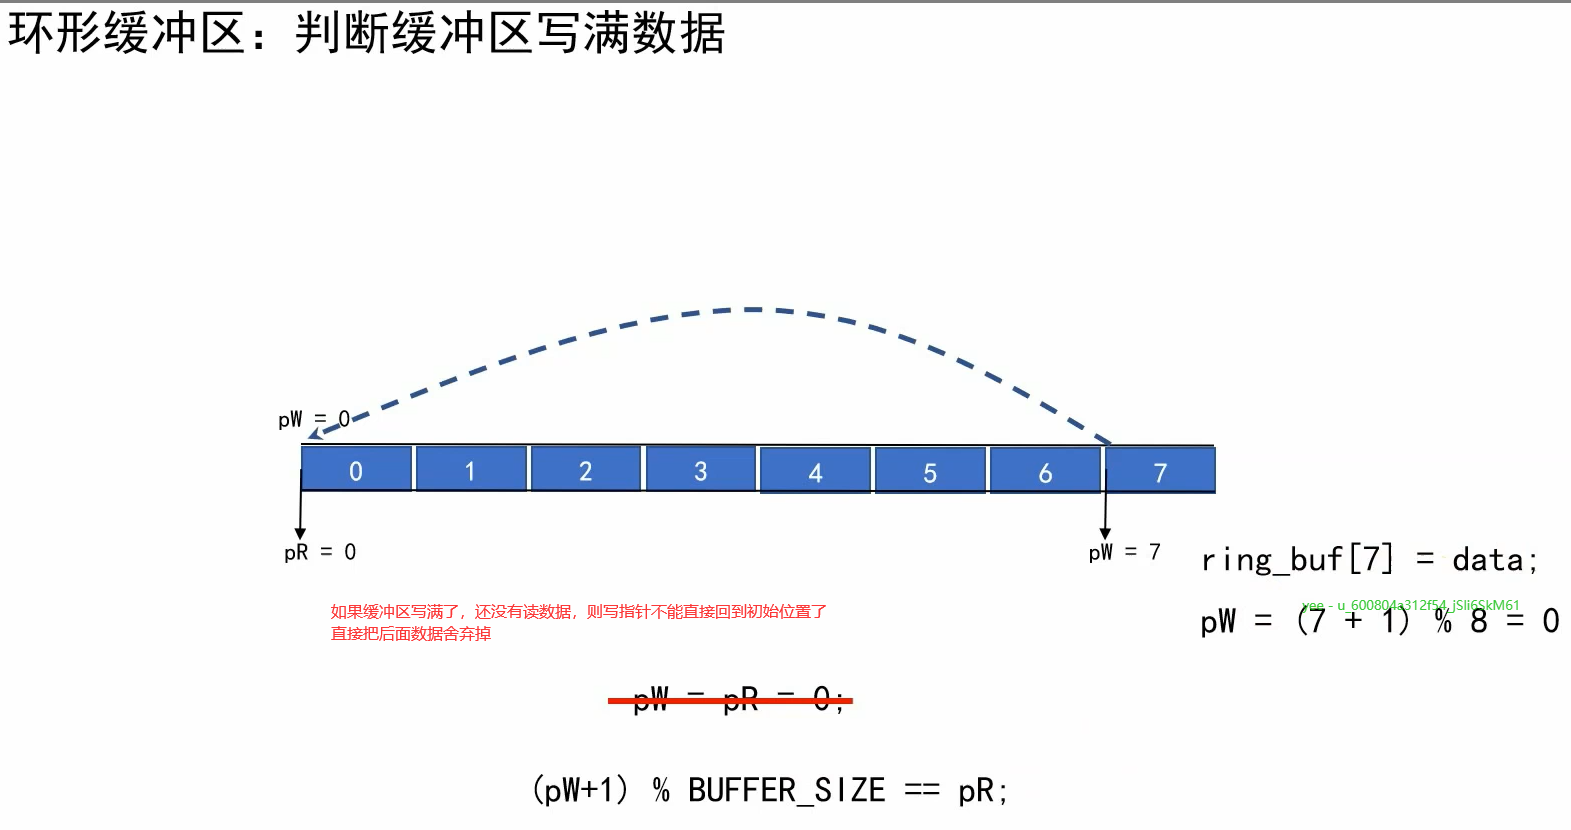 环形缓冲区：判断缓冲区写满数据
pW = 0
0 1 2 3 4 5 6 7
pR = 0
pW = 7
ring_buf[7] = data;
yee - u_600804a312f54_jSli6SkM61
pW = (7 + 1) % 8 = 0
如果缓冲区写满了，还没有读数据，则写指针不能直接回到初始位置了
直接把后面数据舍弃掉
pW = pR = 0;
(pW+1) % BUFFER_SIZE == pR;